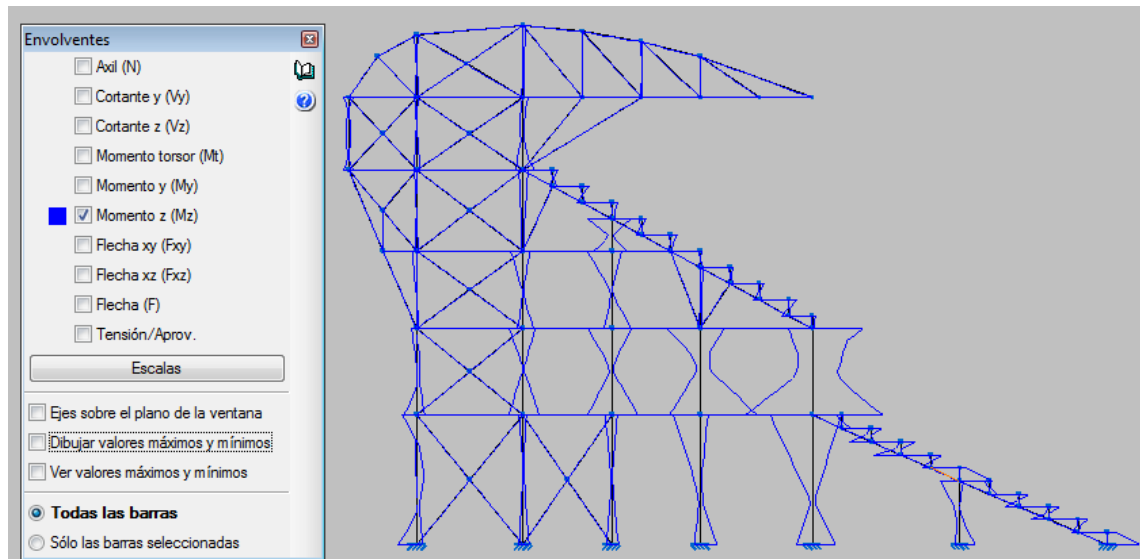 Envolventes
Axil (N)
Cortante y (Vy)
Cortante z (Vz)
Momento torsor (Mt)
Momento y (My)
Momento z (Mz)
Flecha xy (Fxy)
Flecha xz (Fxz)
Flecha (F)
Tensión/Aprov.
Escalas
Ejes sobre el plano de la ventana
Dibujar valores máximos y mínimos
Ver valores máximos y mínimos
Todas las barras
Sólo las barras seleccionadas